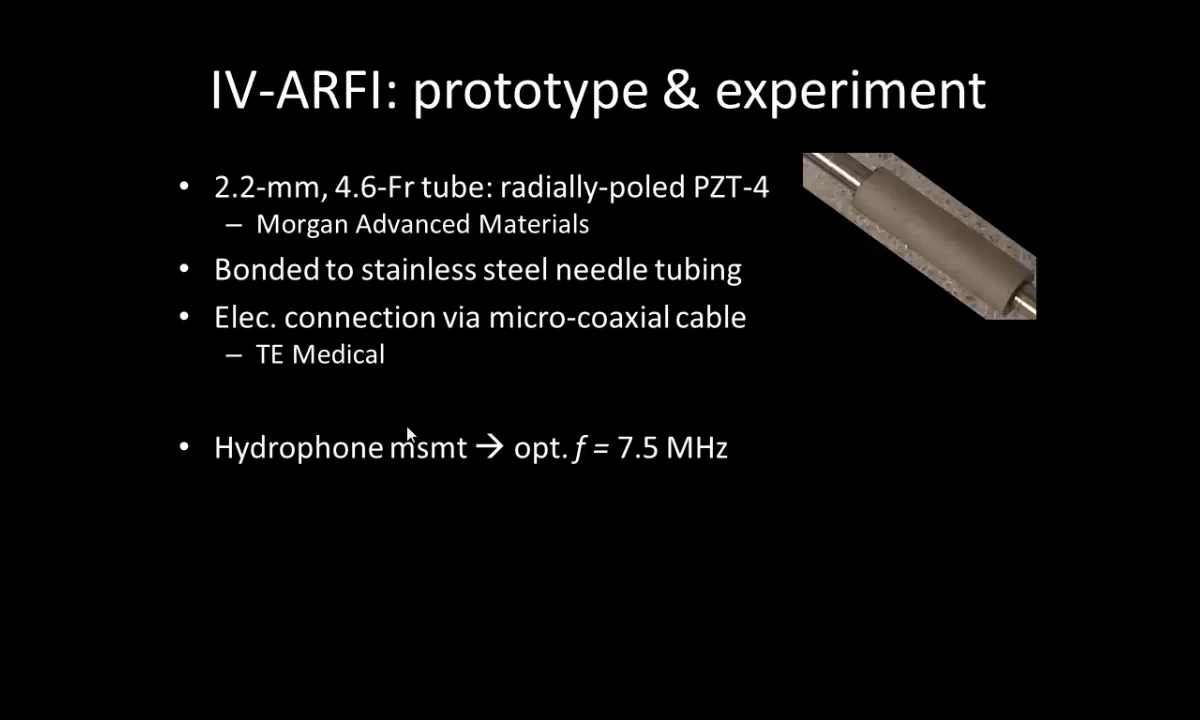 IV-ARFI: prototype & experiment
• 2.2-mm, 4.6-Fr tube: radially-poled PZT-4
– Morgan Advanced Materials
• Bonded to stainless steel needle tubing
• Elec. connection via micro-coaxial cable
– TE Medical
• Hydrophone msmt → opt. f = 7.5 MHz